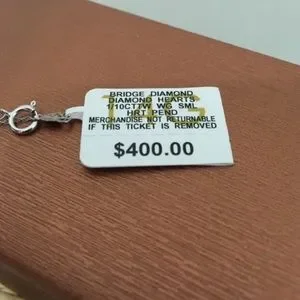 BRIDGE DIAMOND
DIAMOND HEARTS
1/10CTTW WG SML
HRT PEND
MERCHANDISE NOT RETURNABLE
IF THIS TICKET IS REMOVED
$400.00